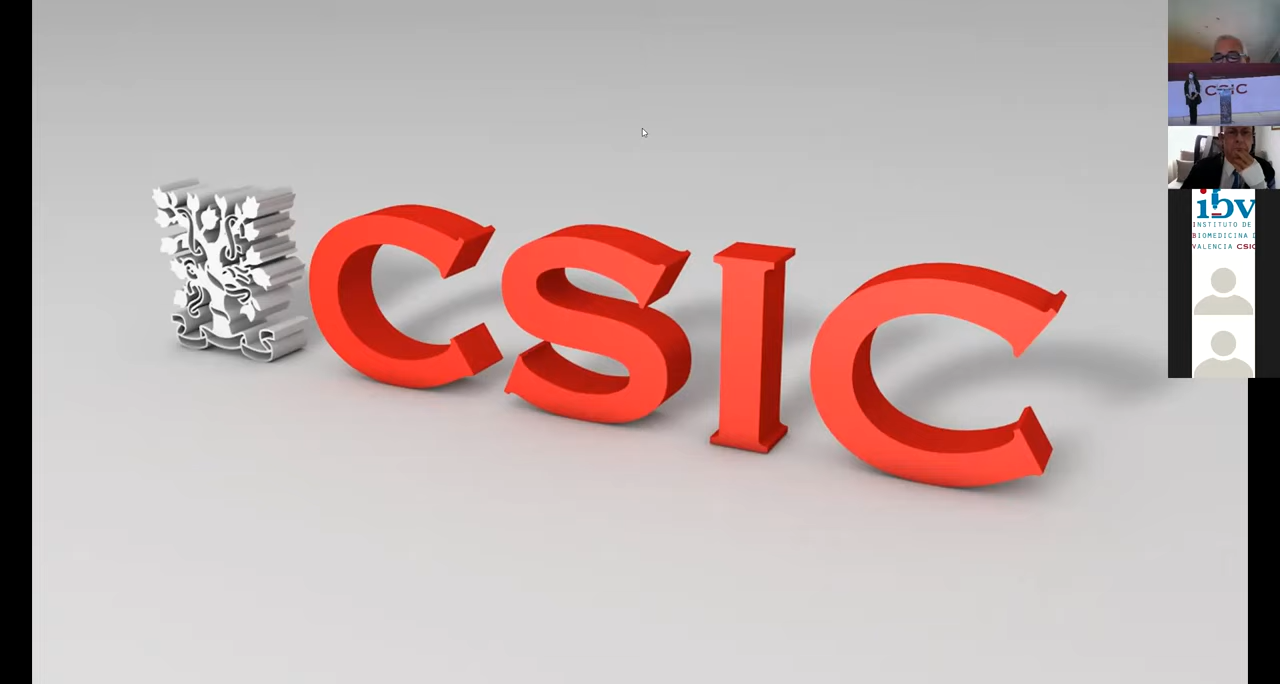 CSIC
CSIC
ibv
INSTITUTO DE
BIOMEDICINA D
VALENCIA CSIC